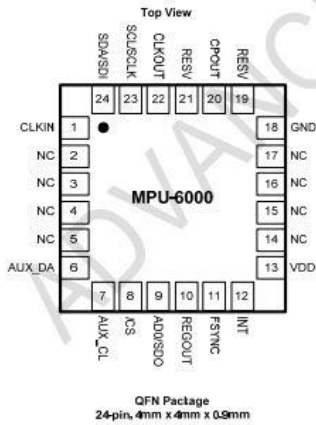 Top View
SDA/SDI
SCL/SCLK
CLKOUT
RESV
CPOUT
RESV
24 23 22 21 20 19
CLKIN 1 18 GND
NC 2 17 NC
NC 3 16 NC
MPU-6000
NC 4 15 NC
NC 5 14 NC
AUX_DA 6 13 VDD
7 8 9 10 11 12
AUX_CL
/CS
AD0/SDO
REGOUT
FSYNC
INT
QFN Package
24-pin, 4mm x 4mm x 0.9mm
ADVANC